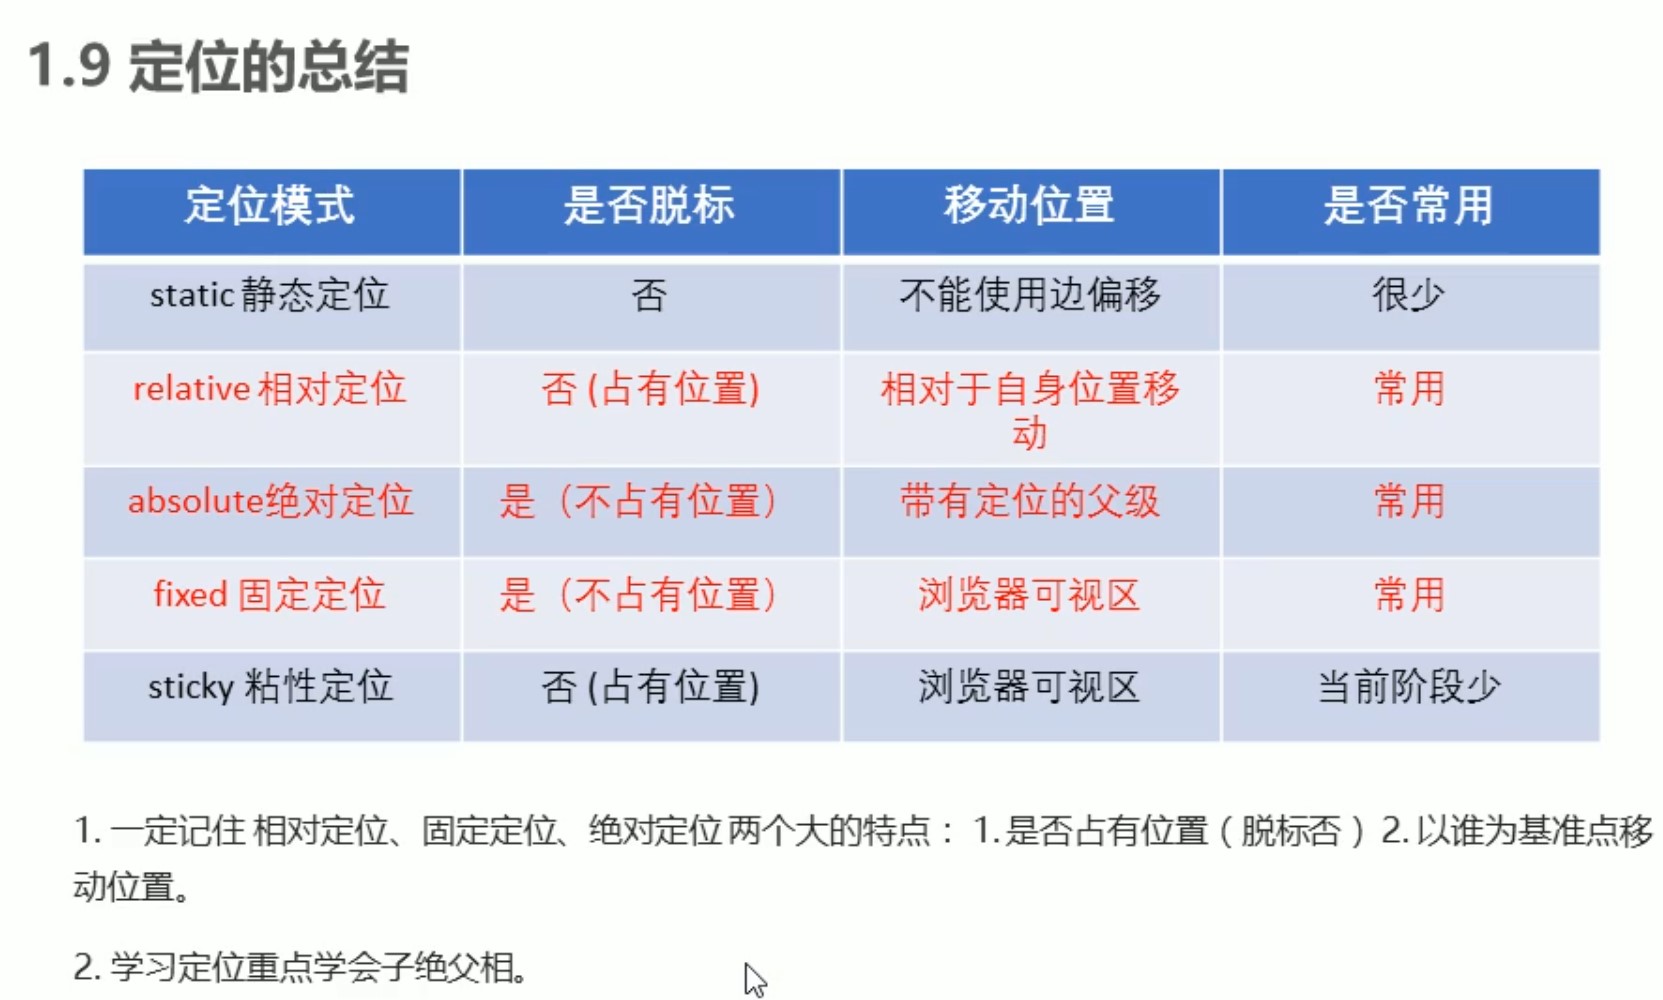 1.9 定位的总结
定位模式 是否脱标 移动位置 是否常用
static 静态定位 否 不能使用边偏移 很少
relative 相对定位 否 (占有位置) 相对于自身位置移
动 常用
absolute绝对定位 是（不占有位置） 带有定位的父级 常用
fixed 固定定位 是（不占有位置） 浏览器可视区 常用
sticky 粘性定位 否 (占有位置) 浏览器可视区 当前阶段少
1. 一定记住 相对定位、固定定位、绝对定位 两个大的特点： 1. 是否占有位置（脱标否） 2. 以谁为基准点移
动位置。
2. 学习定位重点学会子绝父相。